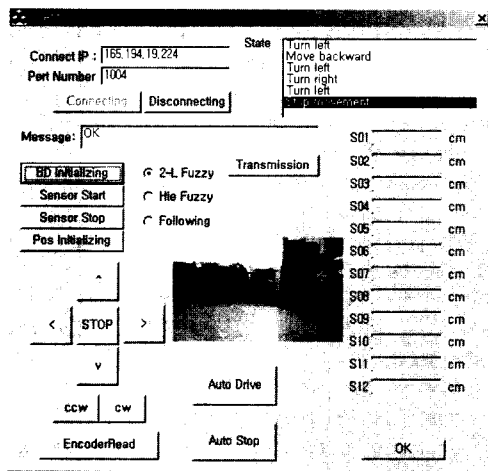 Connect IP : 165,194,19,224
Port Number 1004
Connecting Disconnecting
State
Turn left
Move backward
Turn left
Turn right
Turn left
Stop movement
Message: OK
BD Initializing
Sensor Start
Sensor Stop
Pos Initializing
2-L Fuzzy
Hie Fuzzy
Following
Transmission
^
< STOP >
v
ccw cw
EncoderRead
Auto Drive
Auto Stop
S01 cm
S02 cm
S03 cm
S04 cm
S05 cm
S06 cm
S07 cm
S08 cm
S09 cm
S10 cm
S11 cm
S12 cm
OK